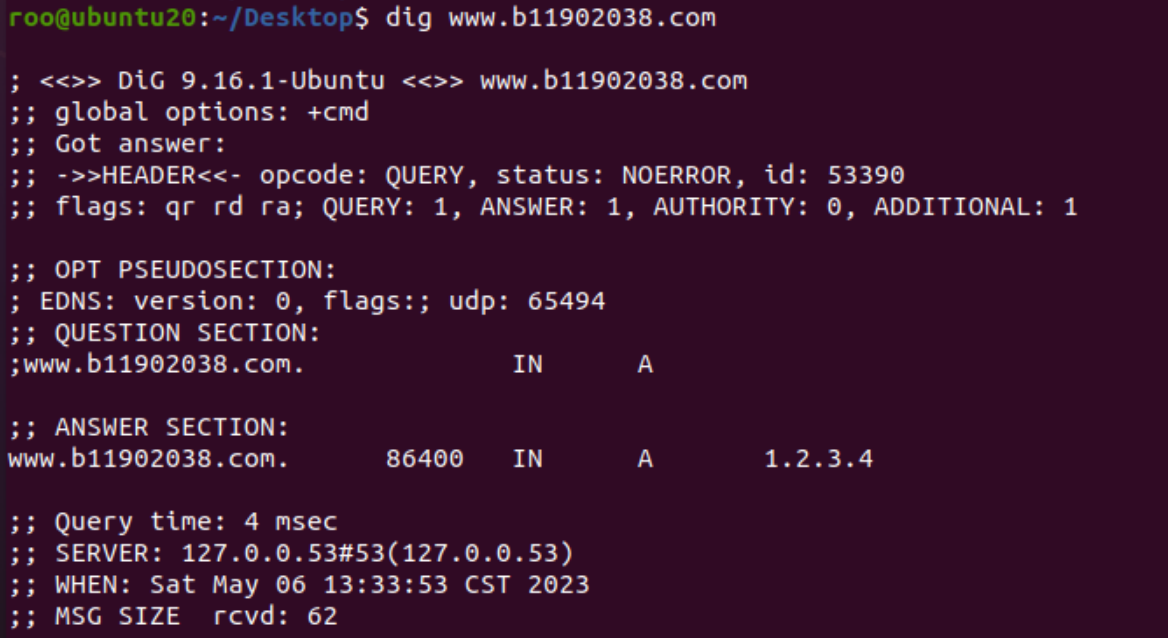 roo@ubuntu20:~/Desktop$ dig www.b11902038.com
; <<>> DiG 9.16.1-Ubuntu <<>> www.b11902038.com
;; global options: +cmd
;; Got answer:
;; ->>HEADER<<- opcode: QUERY, status: NOERROR, id: 53390
;; flags: qr rd ra; QUERY: 1, ANSWER: 1, AUTHORITY: 0, ADDITIONAL: 1
;; OPT PSEUDOSECTION:
; EDNS: version: 0, flags:; udp: 65494
;; QUESTION SECTION:
;www.b11902038.com. IN A
;; ANSWER SECTION:
www.b11902038.com. 86400 IN A 1.2.3.4
;; Query time: 4 msec
;; SERVER: 127.0.0.53#53(127.0.0.53)
;; WHEN: Sat May 06 13:33:53 CST 2023
;; MSG SIZE rcvd: 62